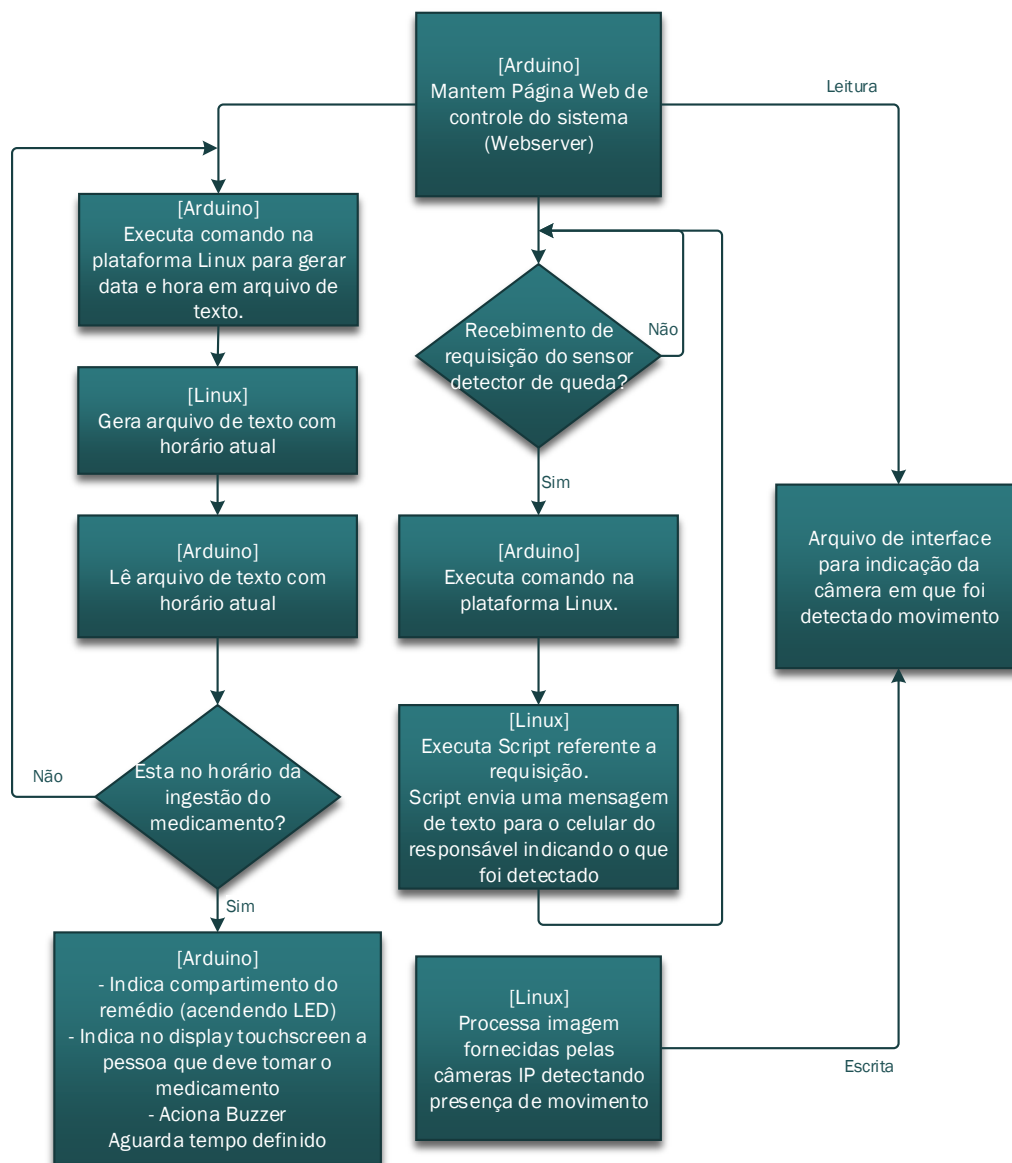 [Arduino]
Mantem Página Web de
controle do sistema
(Webserver)
Leitura
[Arduino]
Executa comando na
plataforma Linux para gerar
data e hora em arquivo de
texto.
Recebimento de
requisição do sensor
detector de queda?
Não
[Linux]
Gera arquivo de texto com
horário atual
Sim
[Arduino]
Lê arquivo de texto com
horário atual
[Arduino]
Executa comando na
plataforma Linux.
Arquivo de interface
para indicação da
câmera em que foi
detectado movimento
Esta no horário da
ingestão do
medicamento?
Não
Sim
[Linux]
Executa Script referente a
requisição.
Script envia uma mensagem
de texto para o celular do
responsável indicando o que
foi detectado
[Arduino]
- Indica compartimento do
remédio (acendendo LED)
- Indica no display touchscreen a
pessoa que deve tomar o
medicamento
- Aciona Buzzer
Aguarda tempo definido
[Linux]
Processa imagem
fornecidas pelas
câmeras IP detectando
presença de movimento
Escrita